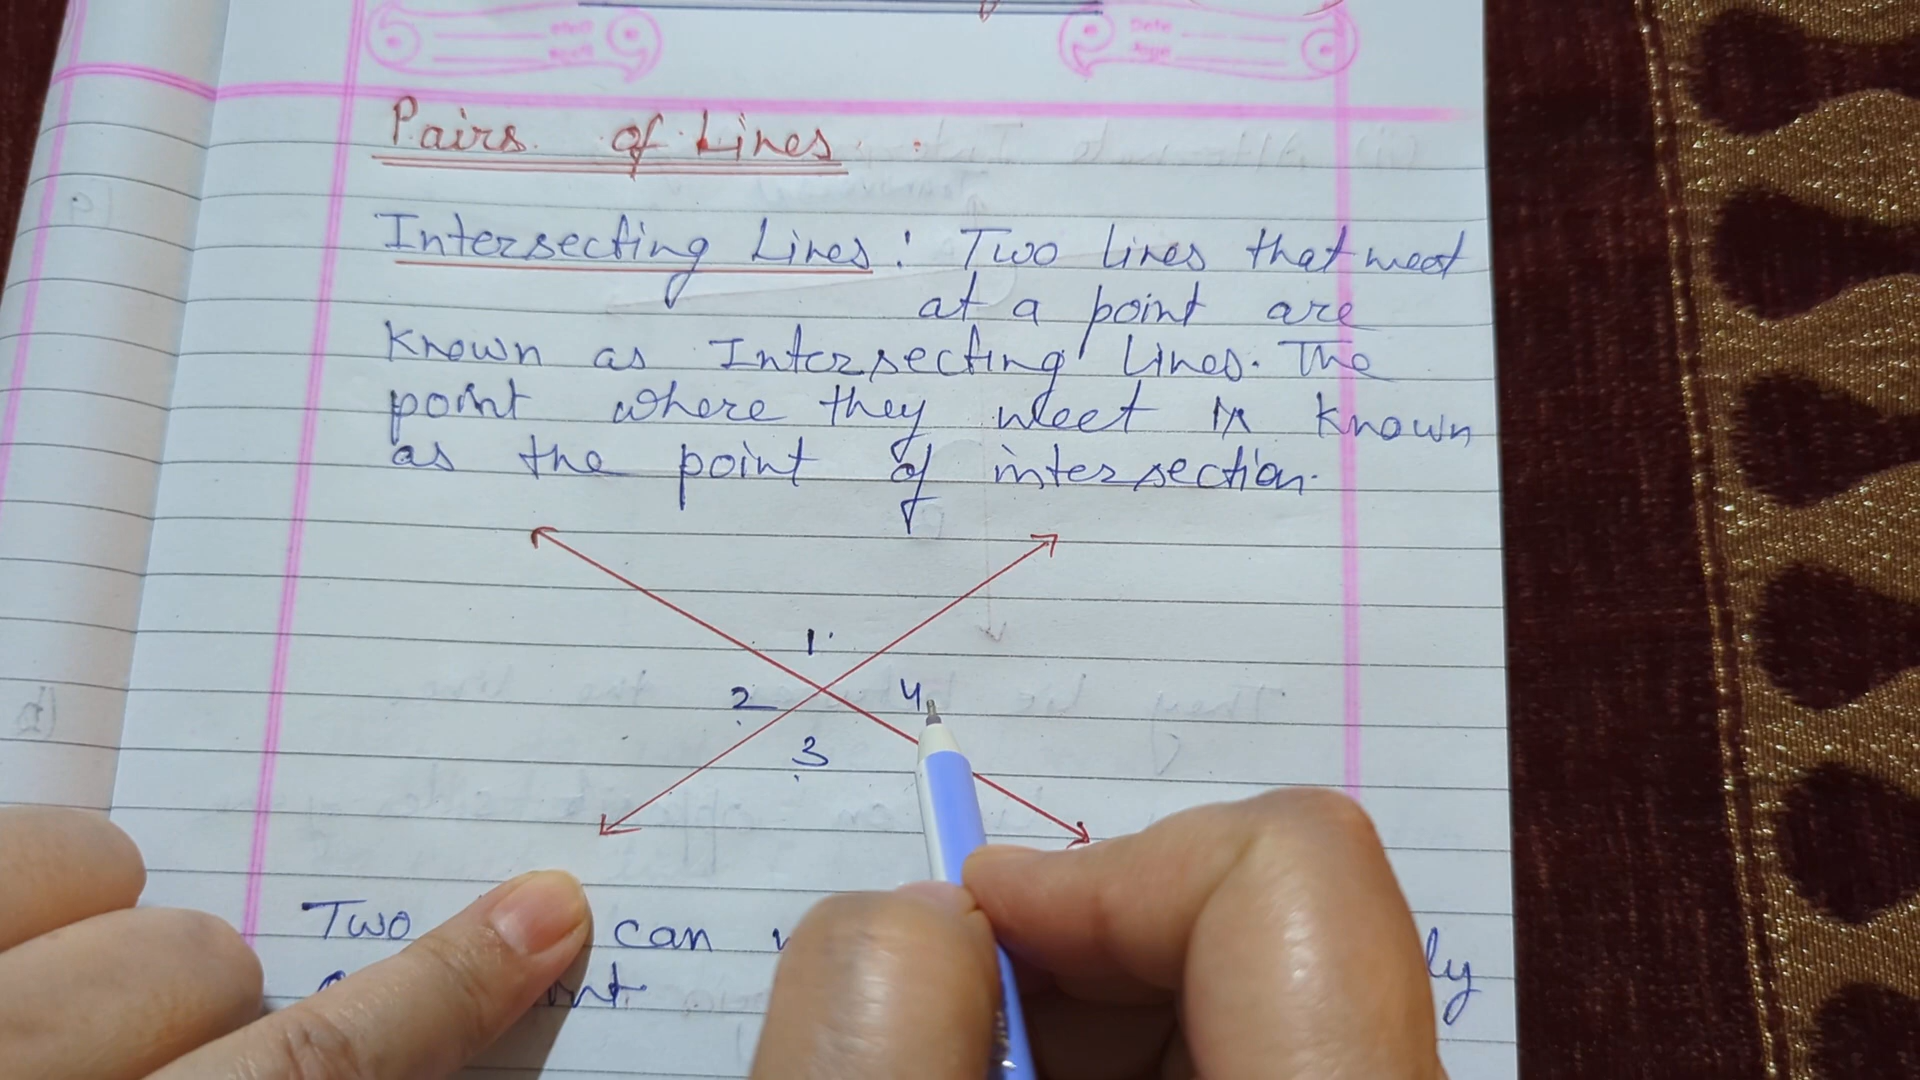 Pairs of Lines
Intersecting Lines: Two lines that meet
at a point are
known as Intersecting Lines. The
point where they meet is known
as the point of intersection.
1
2
4
3
Two can